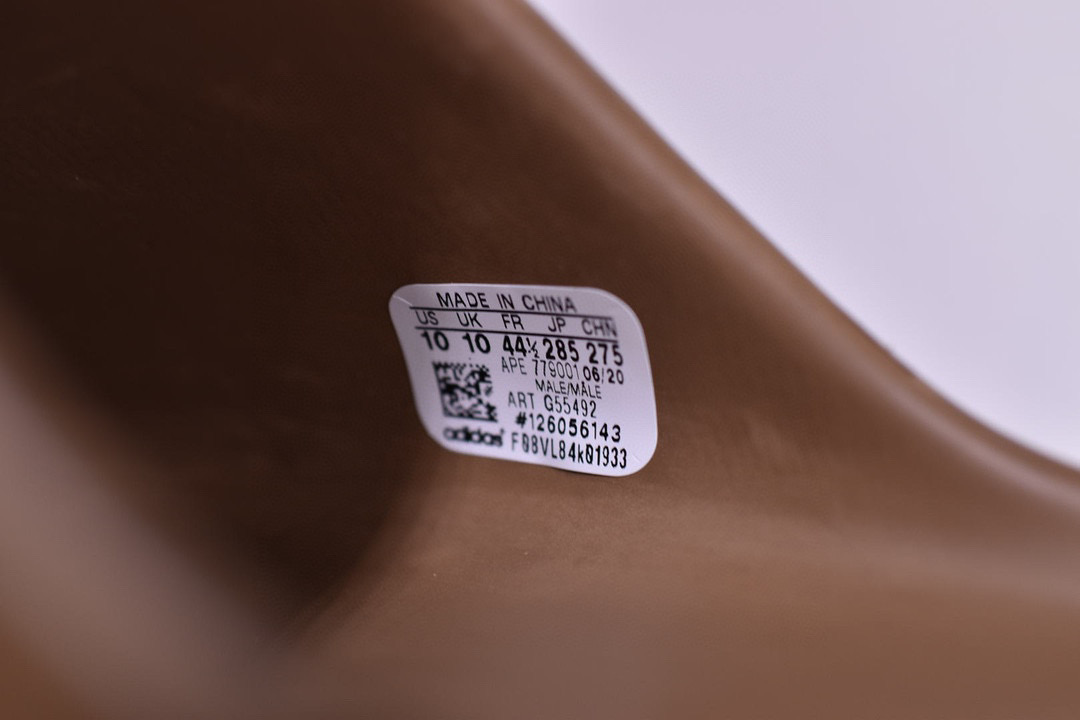 MADE IN CHINA
US UK FR JP CHN
10 10 44½ 285 275
APE 779001 06/20
MALE/MÂLE
ART G55492
#126056143
adidas F08VL84k01933